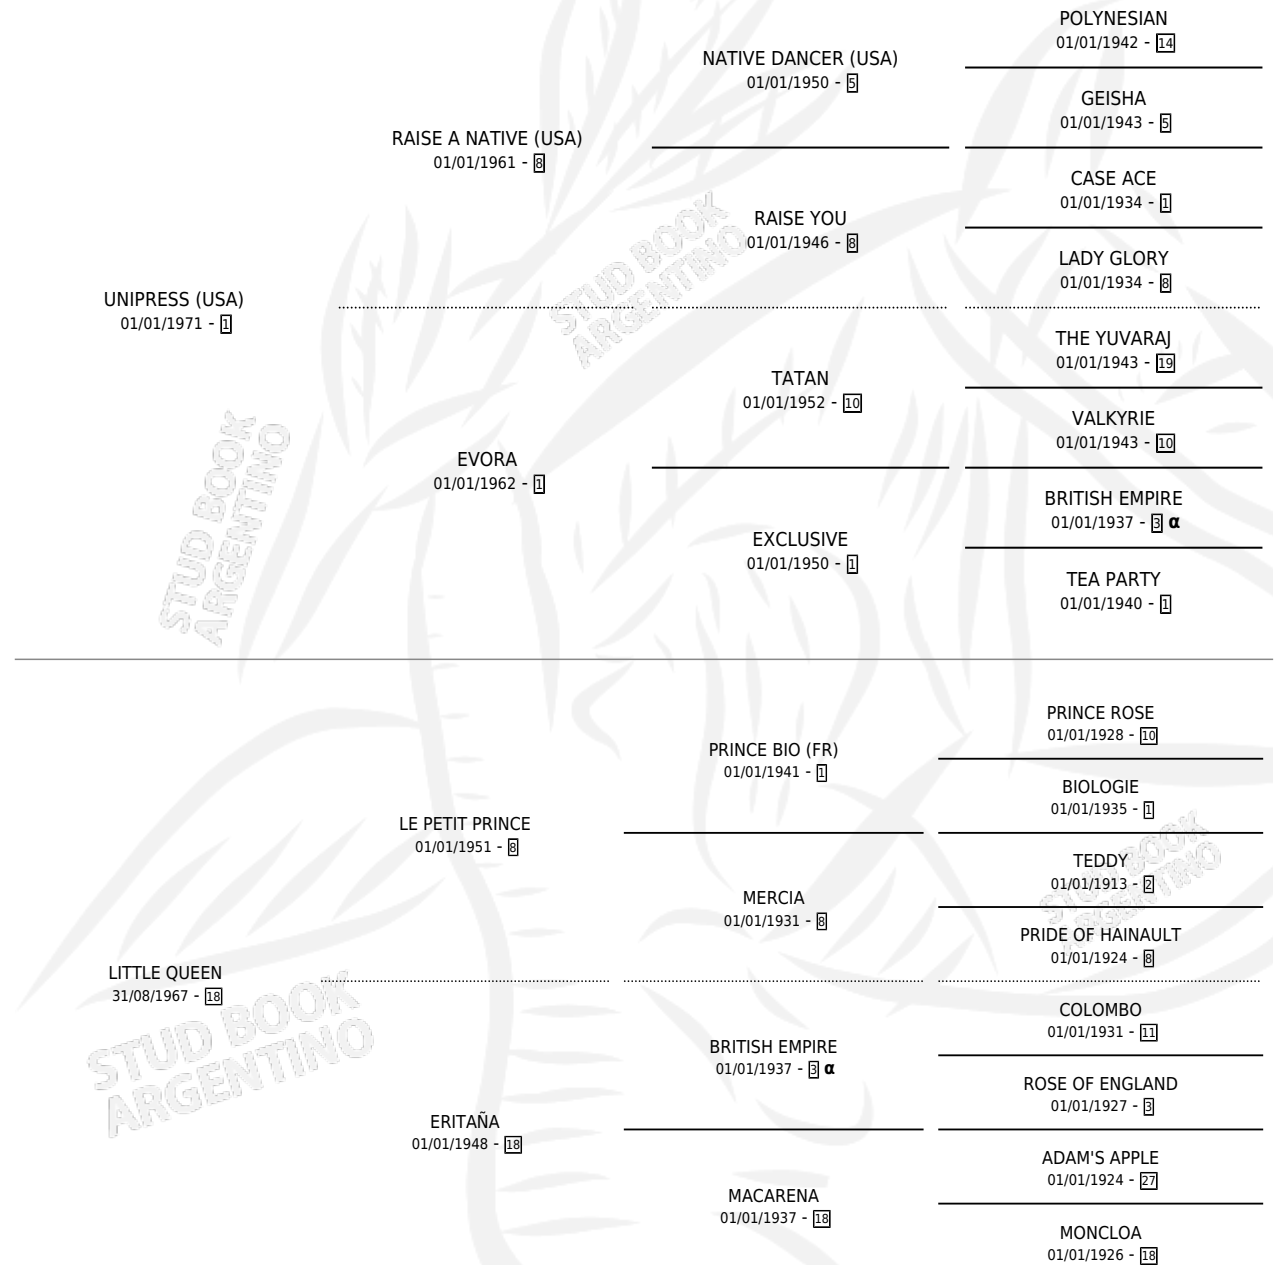 POLYNESIAN
01/01/1942 - 14
NATIVE DANCER (USA)
01/01/1950 - 5
GEISHA
01/01/1943 - 5
RAISE A NATIVE (USA)
01/01/1961 - 8
CASE ACE
01/01/1934 - 1
RAISE YOU
01/01/1946 - 8
LADY GLORY
01/01/1934 - 8
STUD BOOK
ARGENTINO
UNIPRESS (USA)
01/01/1971 - 1
THE YUVARAJ
01/01/1943 - 19
TATAN
01/01/1952 - 10
VALKYRIE
01/01/1943 - 10
EVORA
01/01/1962 - 1
BRITISH EMPIRE
01/01/1937 - 3 α
EXCLUSIVE
01/01/1950 - 1
TEA PARTY
01/01/1940 - 1
STUD BOOK
ARGENTINO
PRINCE ROSE
01/01/1928 - 10
PRINCE BIO (FR)
01/01/1941 - 1
BIOLOGIE
01/01/1935 - 1
LE PETIT PRINCE
01/01/1951 - 8
TEDDY
01/01/1913 - 2
MERCIA
01/01/1931 - 8
PRIDE OF HAINAULT
01/01/1924 - 8
STUD BOOK
ARGENTINO
LITTLE QUEEN
31/08/1967 - 18
COLOMBO
01/01/1931 - 11
BRITISH EMPIRE
01/01/1937 - 3 α
ROSE OF ENGLAND
01/01/1927 - 3
ERITAÑA
01/01/1948 - 18
ADAM'S APPLE
01/01/1924 - 27
MACARENA
01/01/1937 - 18
MONCLOA
01/01/1926 - 18
STUD BOOK
ARGENTINO